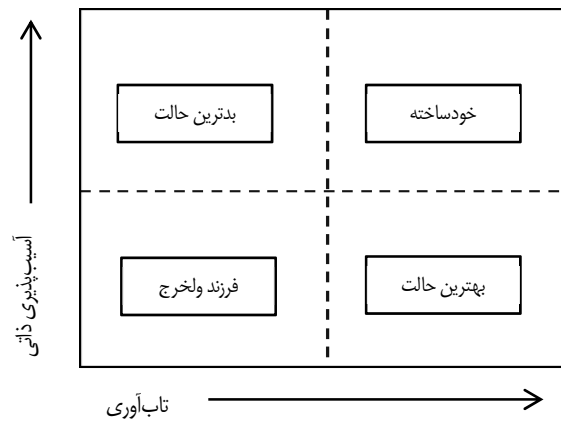 خودساخته
بدترین حالت
بهترین حالت
فرزند ولخرج
آسیب‌پذیری ذاتی
تاب‌آوری